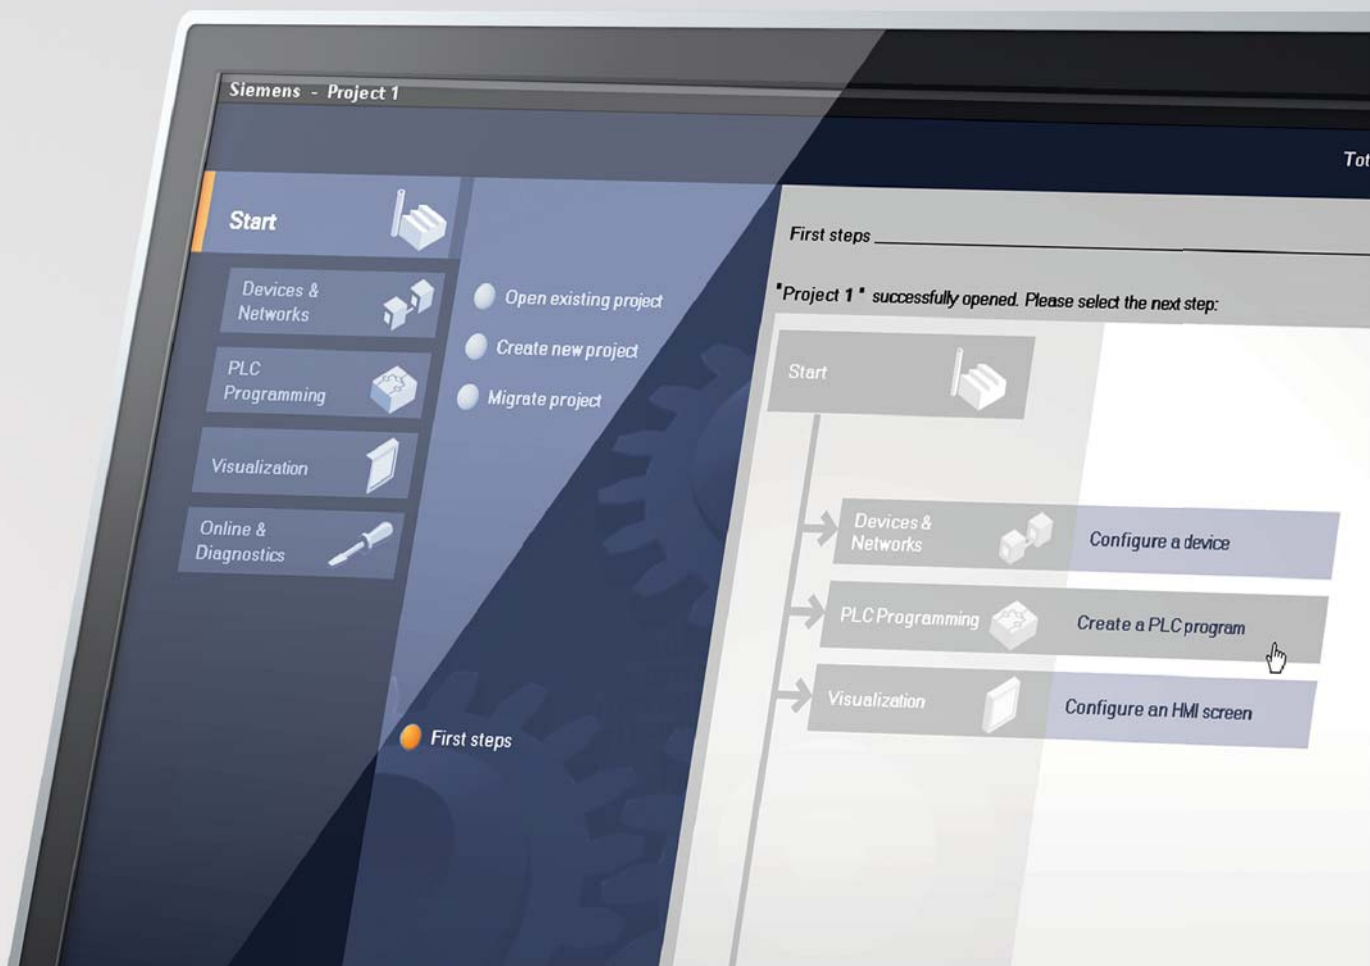 Siemens - Project 1
Tot
Start
Devices &
Networks
PLC
Programming
Visualization
Online &
Diagnostics
Open existing project
Create new project
Migrate project
First steps
First steps
"Project 1 " successfully opened. Please select the next step:
Start
Devices &
Networks
Configure a device
PLC Programming
Create a PLC program
Visualization
Configure an HMI screen